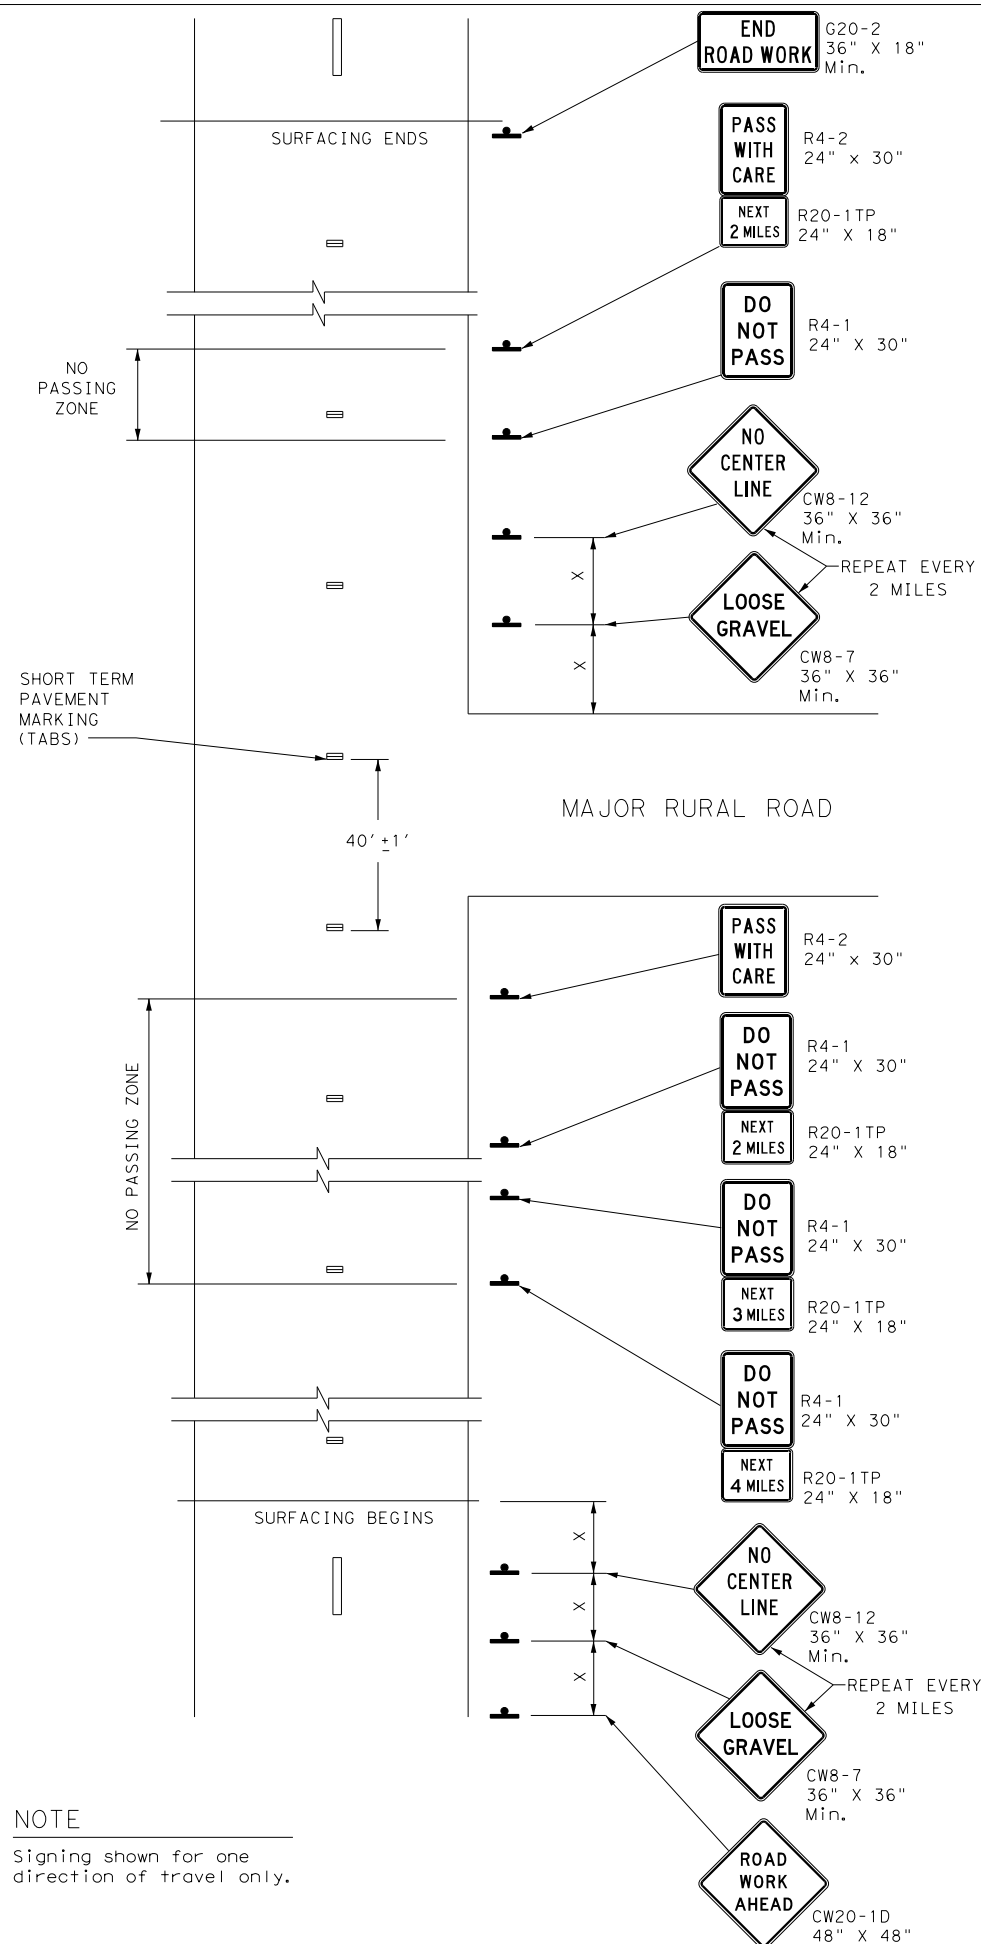 END
ROAD WORK
G20-2
36" X 18"
Min.
SURFACING ENDS
PASS
WITH
CARE
R4-2
24" x 30"
NEXT
2 MILES
R20-1TP
24" X 18"
DO
NOT
PASS
R4-1
24" X 30"
NO
PASSING
ZONE
NO
CENTER
LINE
CW8-12
36" X 36"
Min.
X
REPEAT EVERY
2 MILES
LOOSE
GRAVEL
CW8-7
36" X 36"
Min.
X
SHORT TERM
PAVEMENT
MARKING
(TABS)
40' ±1'
MAJOR RURAL ROAD
PASS
WITH
CARE
R4-2
24" x 30"
DO
NOT
PASS
R4-1
24" X 30"
NEXT
2 MILES
R20-1TP
24" X 18"
NO PASSING ZONE
DO
NOT
PASS
R4-1
24" X 30"
NEXT
3 MILES
R20-1TP
24" X 18"
DO
NOT
PASS
R4-1
24" X 30"
NEXT
4 MILES
R20-1TP
24" X 18"
SURFACING BEGINS
X
NO
CENTER
LINE
CW8-12
36" X 36"
Min.
X
X
REPEAT EVERY
2 MILES
LOOSE
GRAVEL
CW8-7
36" X 36"
Min.
NOTE
Signing shown for one
direction of travel only.
ROAD
WORK
AHEAD
CW20-1D
48" X 48"